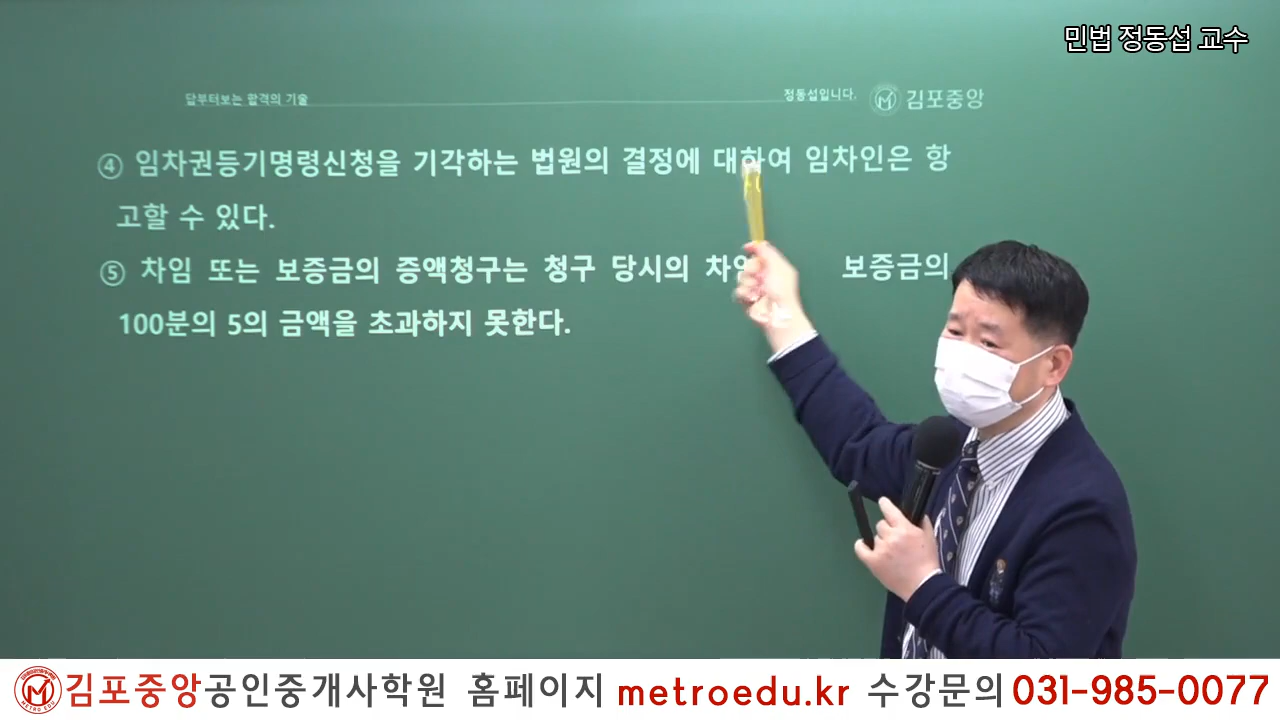 민법 정동섭 교수
답부터보는 합격의 기술
정동섭입니다.
김포중앙
④ 임차권등기명령신청을 기각하는 법원의 결정에 대하여 임차인은 항
고할 수 있다.
⑤ 차임 또는 보증금의 증액청구는 청구 당시의 차임 보증금의
100분의 5의 금액을 초과하지 못한다.
김포중앙공인중개사학원 홈페이지 metroedu.kr 수강문의 031-985-0077